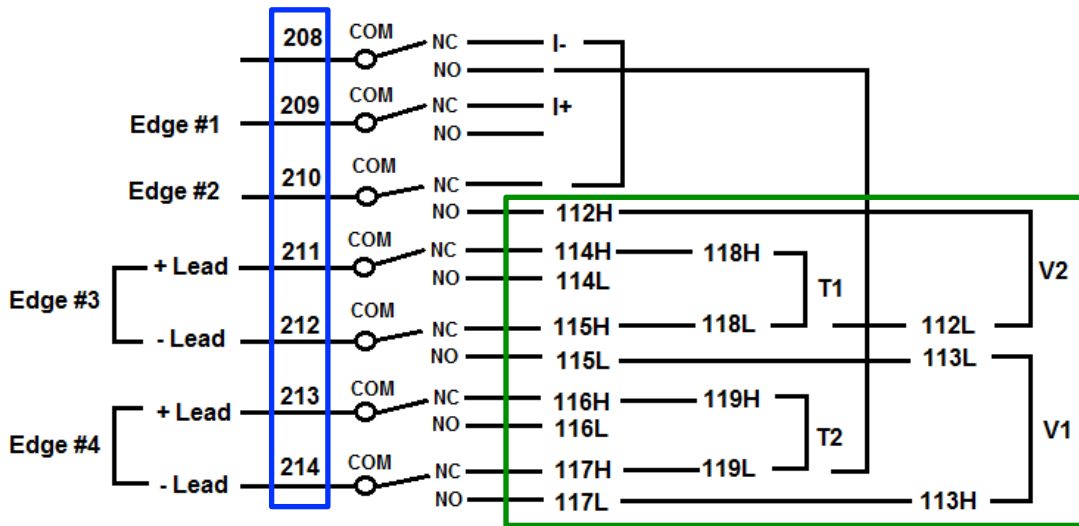 208 COM NC I-
NO
209 COM NC I+
Edge #1 NO
210 COM NC
Edge #2 NO 112H
211 COM NC 114H 118H
+ Lead NO 114L T1 V2
Edge #3
212 COM NC 115H 118L 112L
- Lead NO 115L 113L
213 COM NC 116H 119H
+ Lead NO 116L T2 V1
Edge #4
214 COM NC 117H 119L
- Lead NO 117L 113H